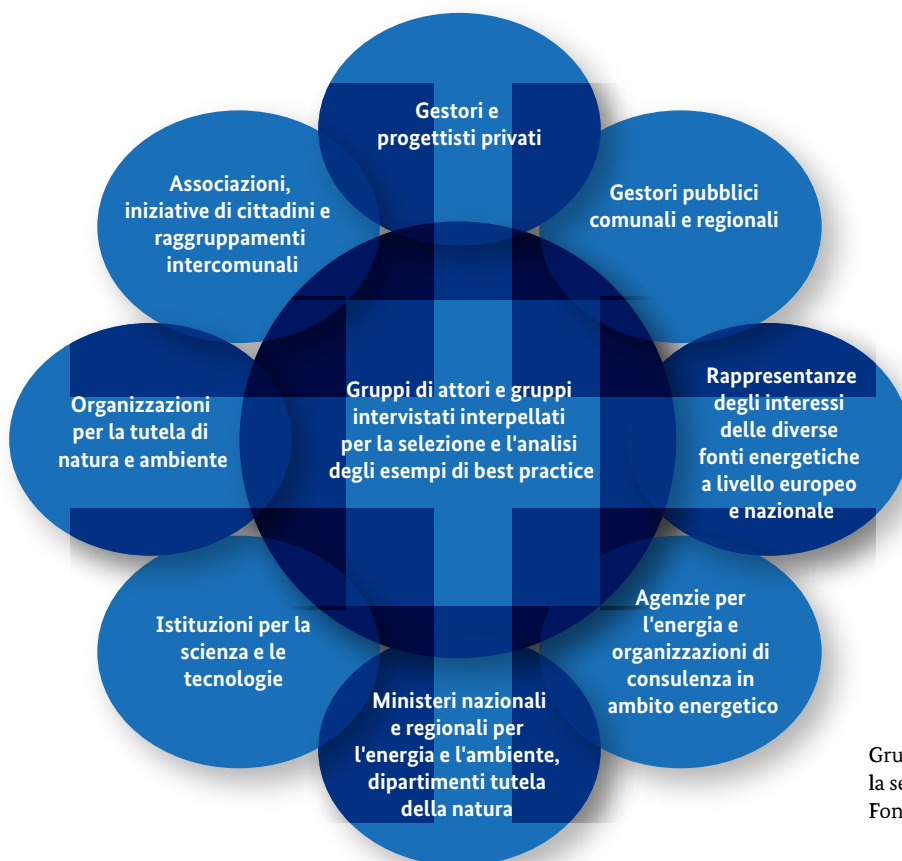 Gestori e
progettisti privati
Associazioni,
iniziative di cittadini e
raggruppamenti
intercomunali
Gestori pubblici
comunali e regionali
Organizzazioni
per la tutela di
natura e ambiente
Gruppi di attori e gruppi
intervistati interpellati
per la selezione e l'analisi
degli esempi di best practice
Rappresentanze
degli interessi
delle diverse
fonti energetiche
a livello europeo
e nazionale
Istituzioni per la
scienza e le
tecnologie
Agenzie per
l'energia e
organizzazioni di
consulenza in
ambito energetico
Ministeri nazionali
e regionali per
l'energia e l'ambiente,
dipartimenti tutela
della natura
la